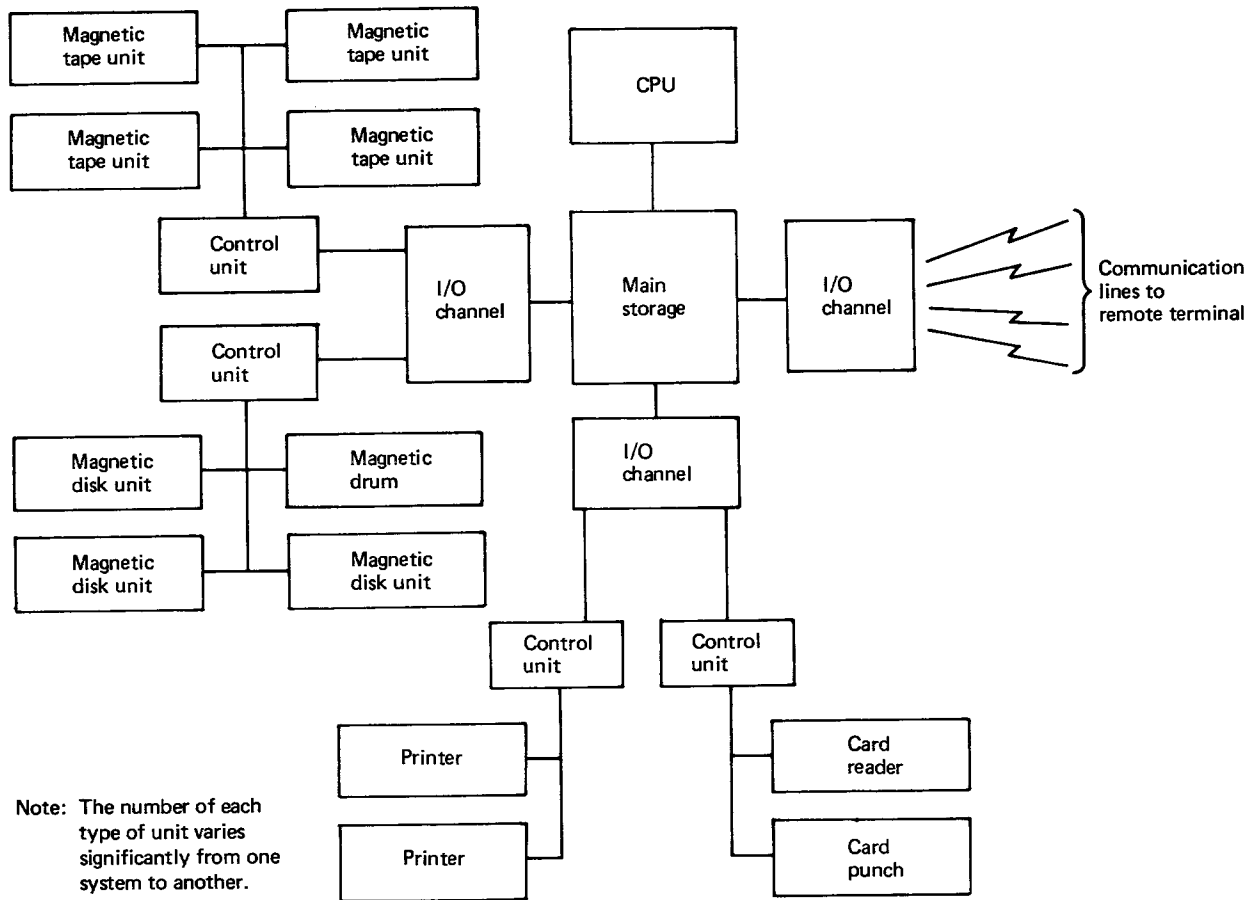 Magnetic
tape unit
Magnetic
tape unit
CPU
Magnetic
tape unit
Magnetic
tape unit
Control
unit
I/O
channel
Main
storage
I/O
channel
Communication
lines to
remote terminal
Control
unit
Magnetic
disk unit
Magnetic
drum
I/O
channel
Magnetic
disk unit
Magnetic
disk unit
Control
unit
Control
unit
Printer
Card
reader
Printer
Card
punch
Note: The number of each
type of unit varies
significantly from one
system to another.